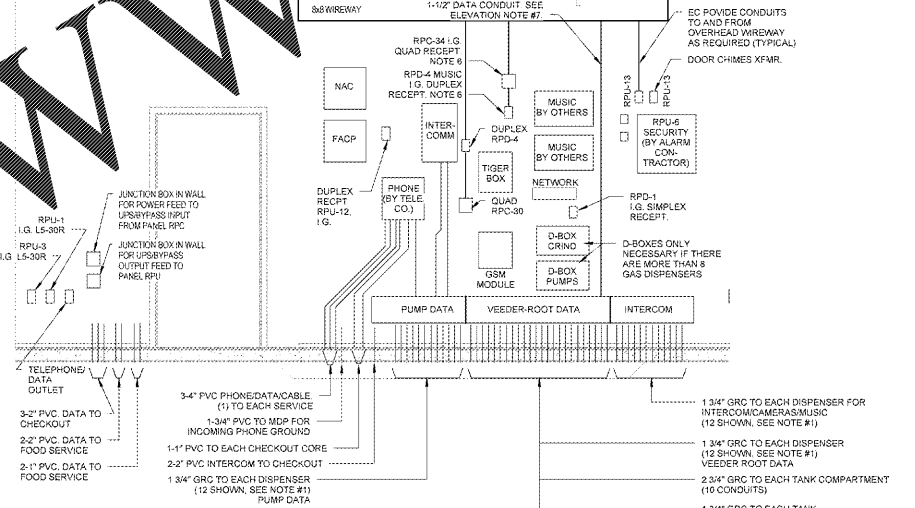 8x8 WIREWAY
1-1/2" DATA CONDUIT. SEE
ELEVATION NOTE #7.
EC POVIDE CONDUITS
TO AND FROM
OVERHEAD WIREWAY
AS REQUIRED (TYPICAL)
DOOR CHIMES XFMR.
RPC-34 I.G.
QUAD RECEPT.
NOTE 6
RPD-4 MUSIC
I.G. DUPLEX
RECEPT. NOTE 6
NAC
FACP
INTER-
COMM
DUPLEX
RPD-4
MUSIC
BY OTHERS
MUSIC
BY OTHERS
RPU-13
RPU-13
RPU-6
SECURITY
(BY ALARM
CON-
TRACTOR)
TIGER
BOX
NETWORK
DUPLEX
RECPT
RPU-12,
I.G.
PHONE
(BY TELE.
CO.)
QUAD
RPC-30
RPD-1
I.G. SIMPLEX
RECEPT.
JUNCTION BOX IN WALL
FOR POWER FEED TO
UPS/BYPASS INPUT
FROM PANEL RPC
RPU-1
I.G. L5-30R
RPU-3
I.G. L5-30R
JUNCTION BOX IN WALL
FOR UPS/BYPASS
OUTPUT FEED TO
PANEL RPU
GSM
MODULE
D-BOX
CRIND
D-BOX
PUMPS
D-BOXES ONLY
NECESSARY IF THERE
ARE MORE THAN 8
GAS DISPENSERS
PUMP DATA
VEEDER-ROOT DATA
INTERCOM
TELEPHONE/
DATA
OUTLET
3-2" PVC. DATA TO
CHECKOUT
2-2" PVC. DATA TO
FOOD SERVICE
2-1" PVC. DATA TO
FOOD SERVICE
3-4" PVC PHONE/DATA/CABLE.
(1) TO EACH SERVICE
1-3/4" PVC TO MDP FOR
INCOMING PHONE GROUND
1-1" PVC TO EACH CHECKOUT CORE
2-2" PVC INTERCOM TO CHECKOUT
1 3/4" GRC TO EACH DISPENSER
(12 SHOWN, SEE NOTE #1)
PUMP DATA
1 3/4" GRC TO EACH DISPENSER FOR
INTERCOM/CAMERAS/MUSIC
(12 SHOWN, SEE NOTE #1)
1 3/4" GRC TO EACH DISPENSER
(12 SHOWN, SEE NOTE #1)
VEEDER ROOT DATA
2 3/4" GRC TO EACH TANK COMPARTMENT
(10 CONDUITS)